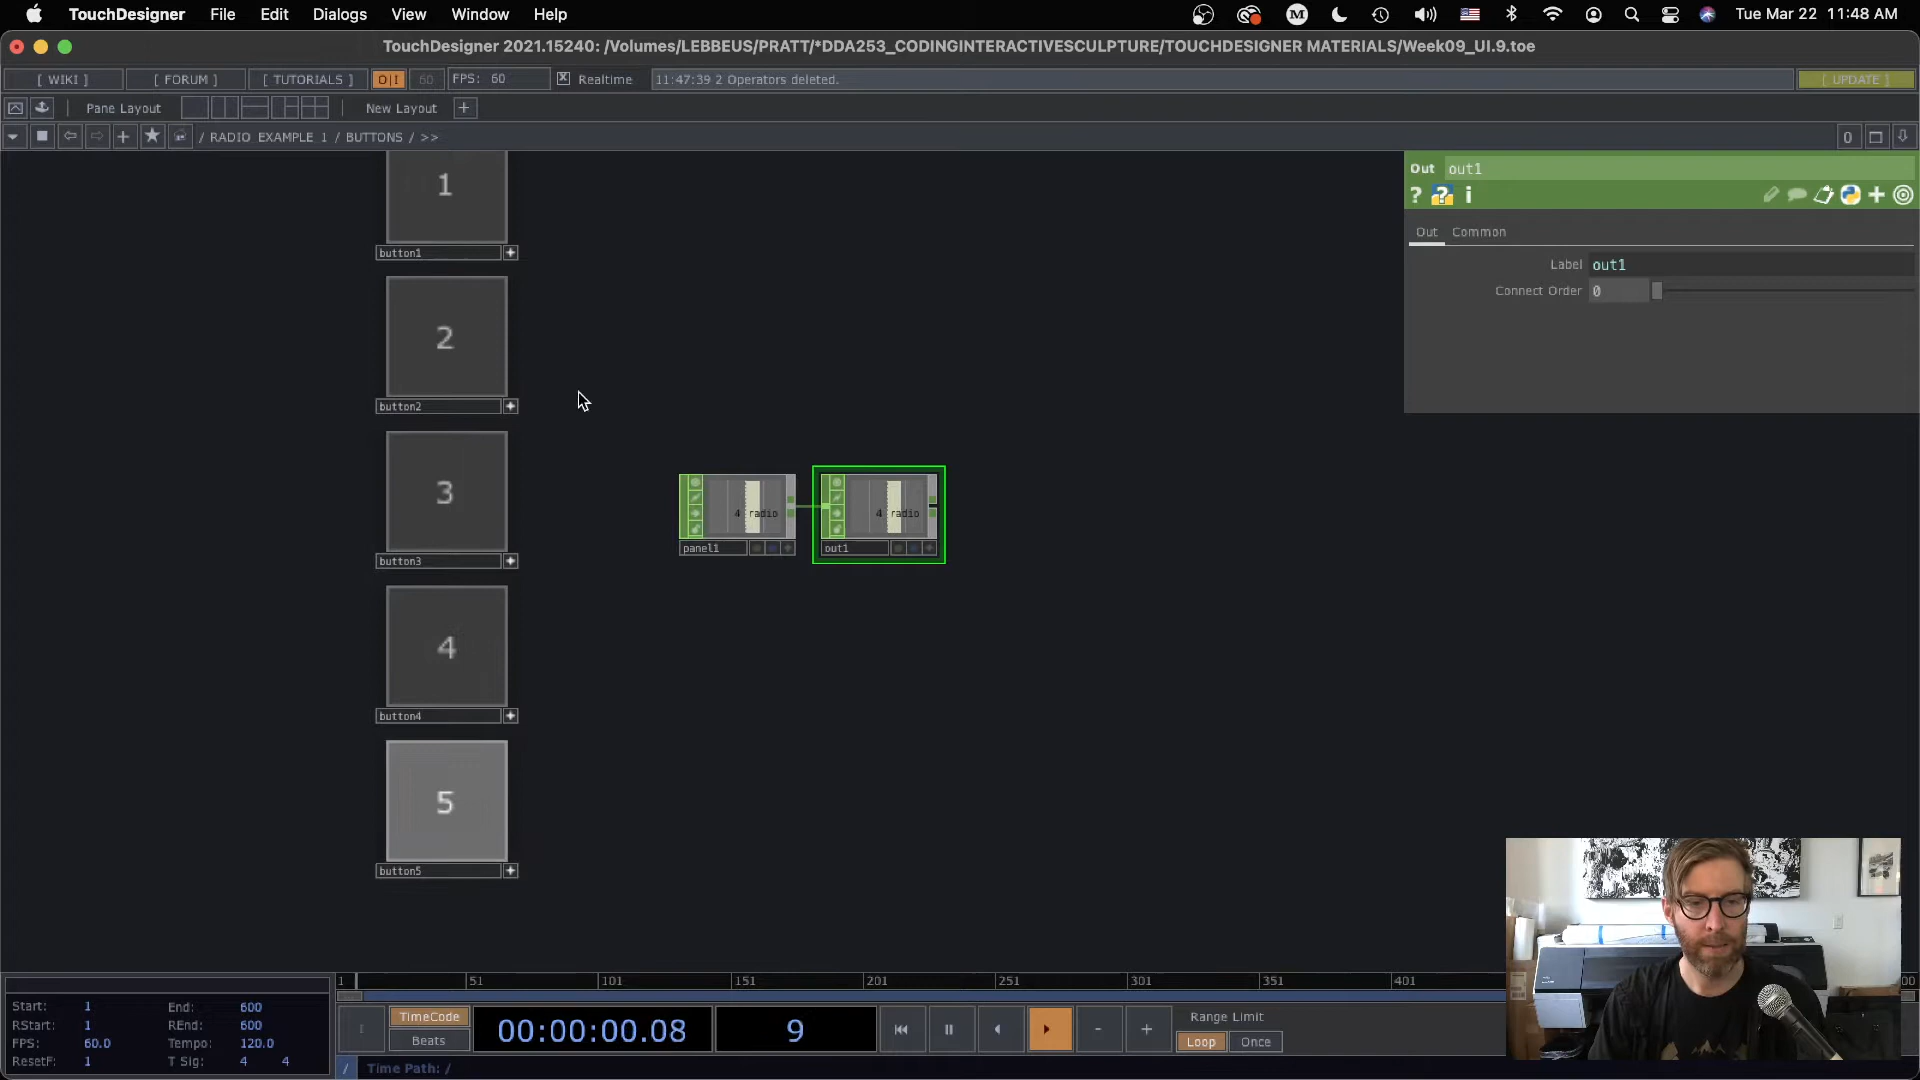 TouchDesigner File Edit Dialogs View Window Help Tue Mar 22 11:48 AM
TouchDesigner 2021.15240: /Volumes/LEBBEUS/PRATT/*DDA253_CODINGINTERACTIVESCULPTURE/TOUCHDESIGNER MATERIALS/Week09_UI.9.toe
[ WIKI ] [ FORUM ] [ TUTORIALS ] O|I 60 FPS: 60 Realtime 11:47:39 2 Operators deleted. [ UPDATE ]
Pane Layout New Layout +
/ RADIO EXAMPLE 1 / BUTTONS / >> 0
Out out1
? ? i
Out Common
Label out1
Connect Order 0
1
button1
2
button2
3
button3
4 radio 4 radio
panel1 out1
4
button4
5
button5
1 51 101 151 201 251 301 351 401
Start: 1 End: 600
RStart: 1 REnd: 600
FPS: 60.0 Tempo: 120.0
ResetF: 1 T Sig: 4 4
TimeCode
Beats
00:00:00.08 9
- +
Range Limit
Loop Once
/ Time Path: /